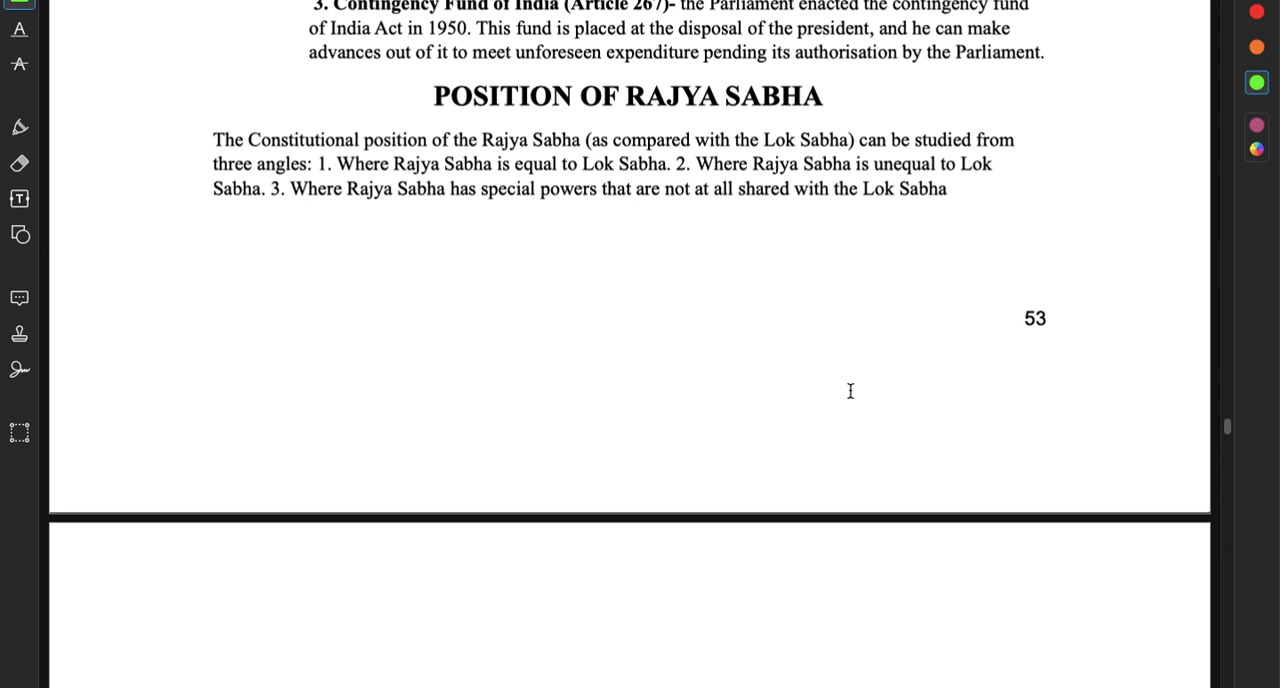 3. Contingency Fund of India (Article 267)- the Parliament enacted the contingency fund
of India Act in 1950. This fund is placed at the disposal of the president, and he can make
advances out of it to meet unforeseen expenditure pending its authorisation by the Parliament.
POSITION OF RAJYA SABHA
The Constitutional position of the Rajya Sabha (as compared with the Lok Sabha) can be studied from
three angles: 1. Where Rajya Sabha is equal to Lok Sabha. 2. Where Rajya Sabha is unequal to Lok
Sabha. 3. Where Rajya Sabha has special powers that are not at all shared with the Lok Sabha
53